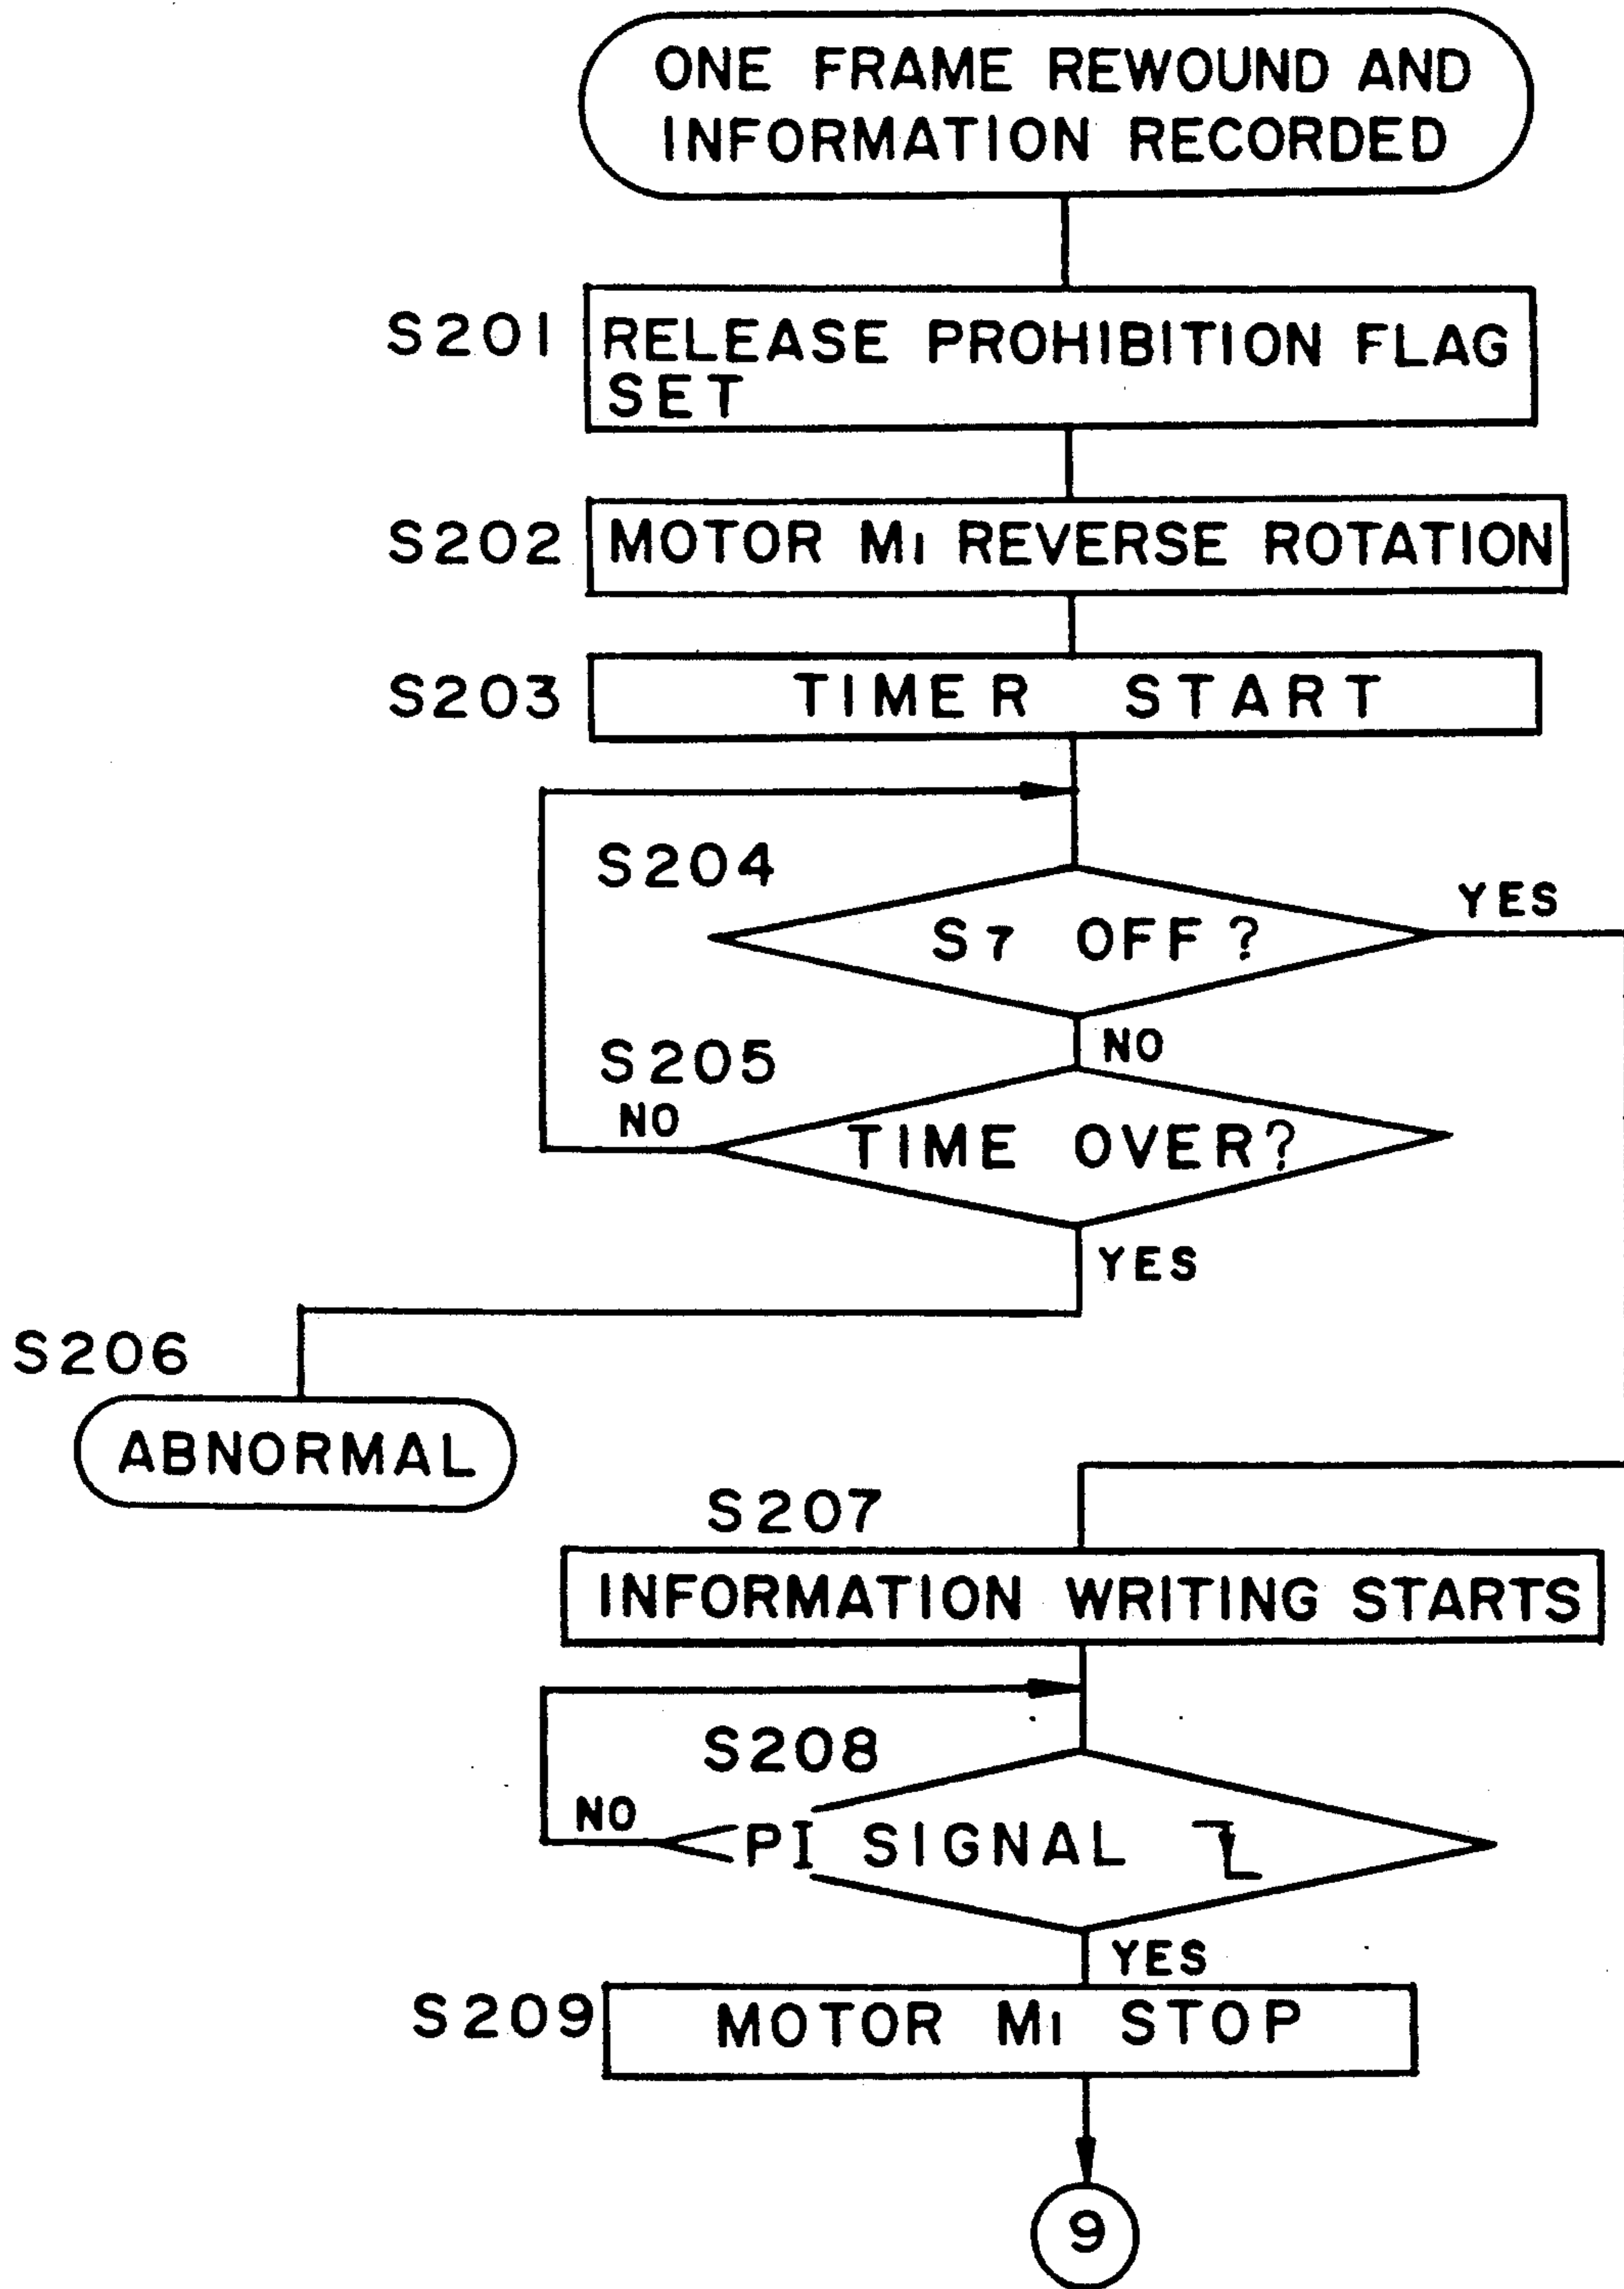 ONE FRAME REWOUND AND
INFORMATION RECORDED
S201
RELEASE PROHIBITION FLAG
SET
S202
MOTOR M1 REVERSE ROTATION
S203
TIMER START
S204
S7 OFF?
YES
NO
S205
NO
TIME OVER?
YES
S206
ABNORMAL
S207
INFORMATION WRITING STARTS
S208
NO
PI SIGNAL
YES
S209
MOTOR M1 STOP
9